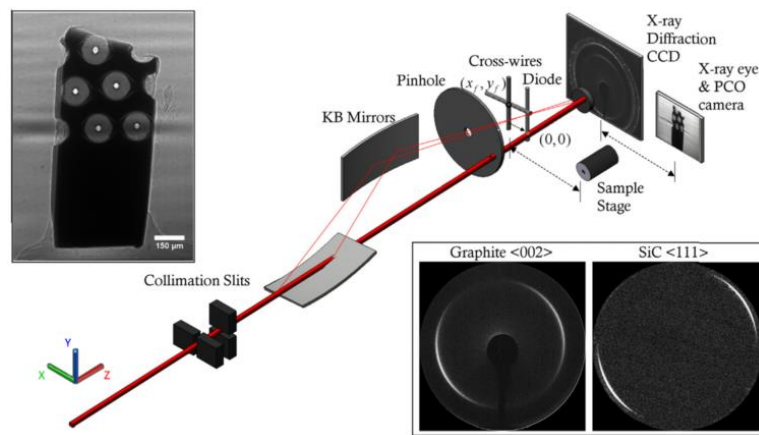 X-ray
Diffraction
CCD
Cross-wires
(x_f, y_f)
Diode
Pinhole
X-ray eye
& PCO
camera
KB Mirrors
(0,0)
Sample
Stage
150 μm
Collimation Slits
Graphite <002>
SiC <111>
Y
X
Z